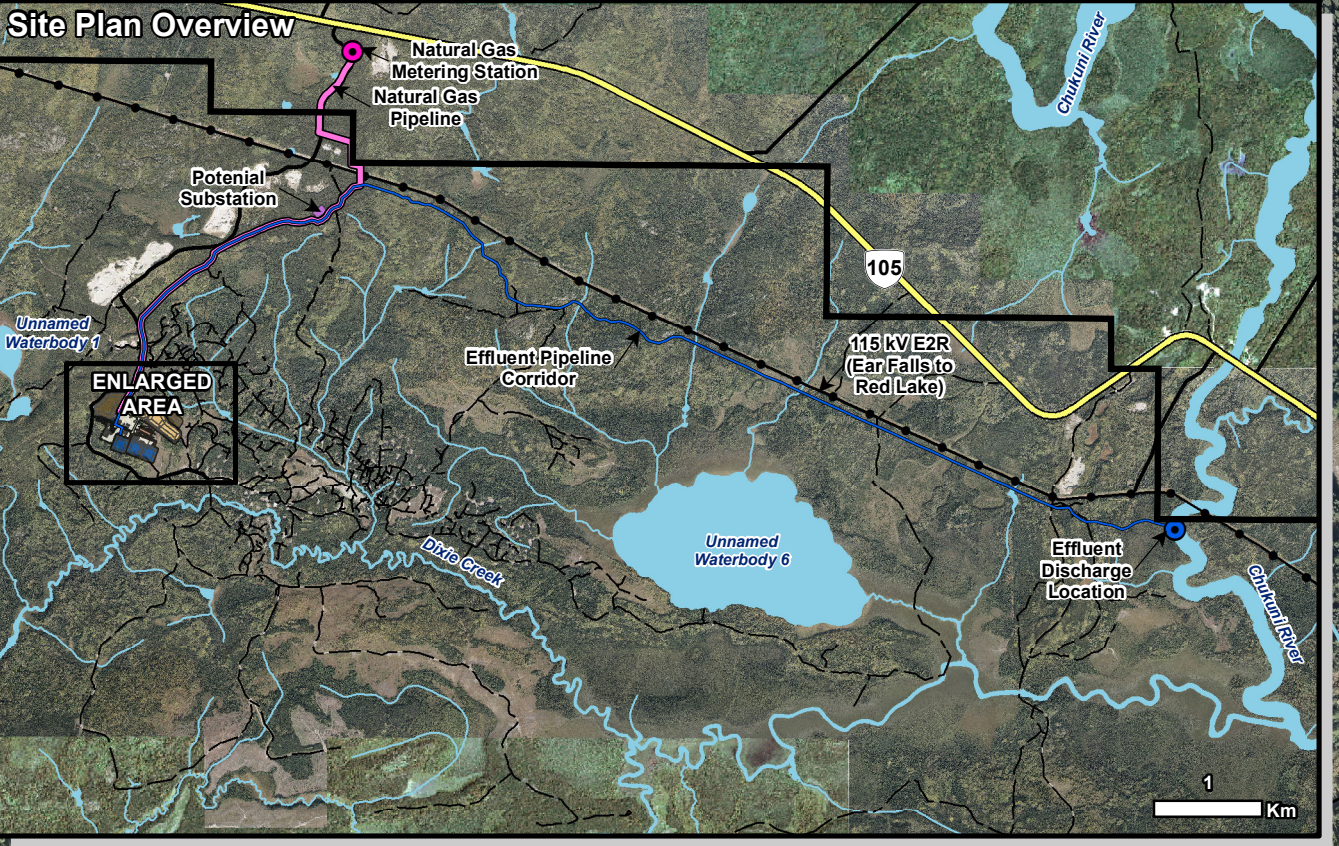 Site Plan Overview
Natural Gas
Metering Station
Natural Gas
Pipeline
Chukuni River
Potenial
Substation
105
Unnamed
Waterbody 1
ENLARGED
AREA
Effluent Pipeline
Corridor
115 kV E2R
(Ear Falls to
Red Lake)
Dixie Creek
Unnamed
Waterbody 6
Effluent
Discharge
Location
Chukuni River
1
Km